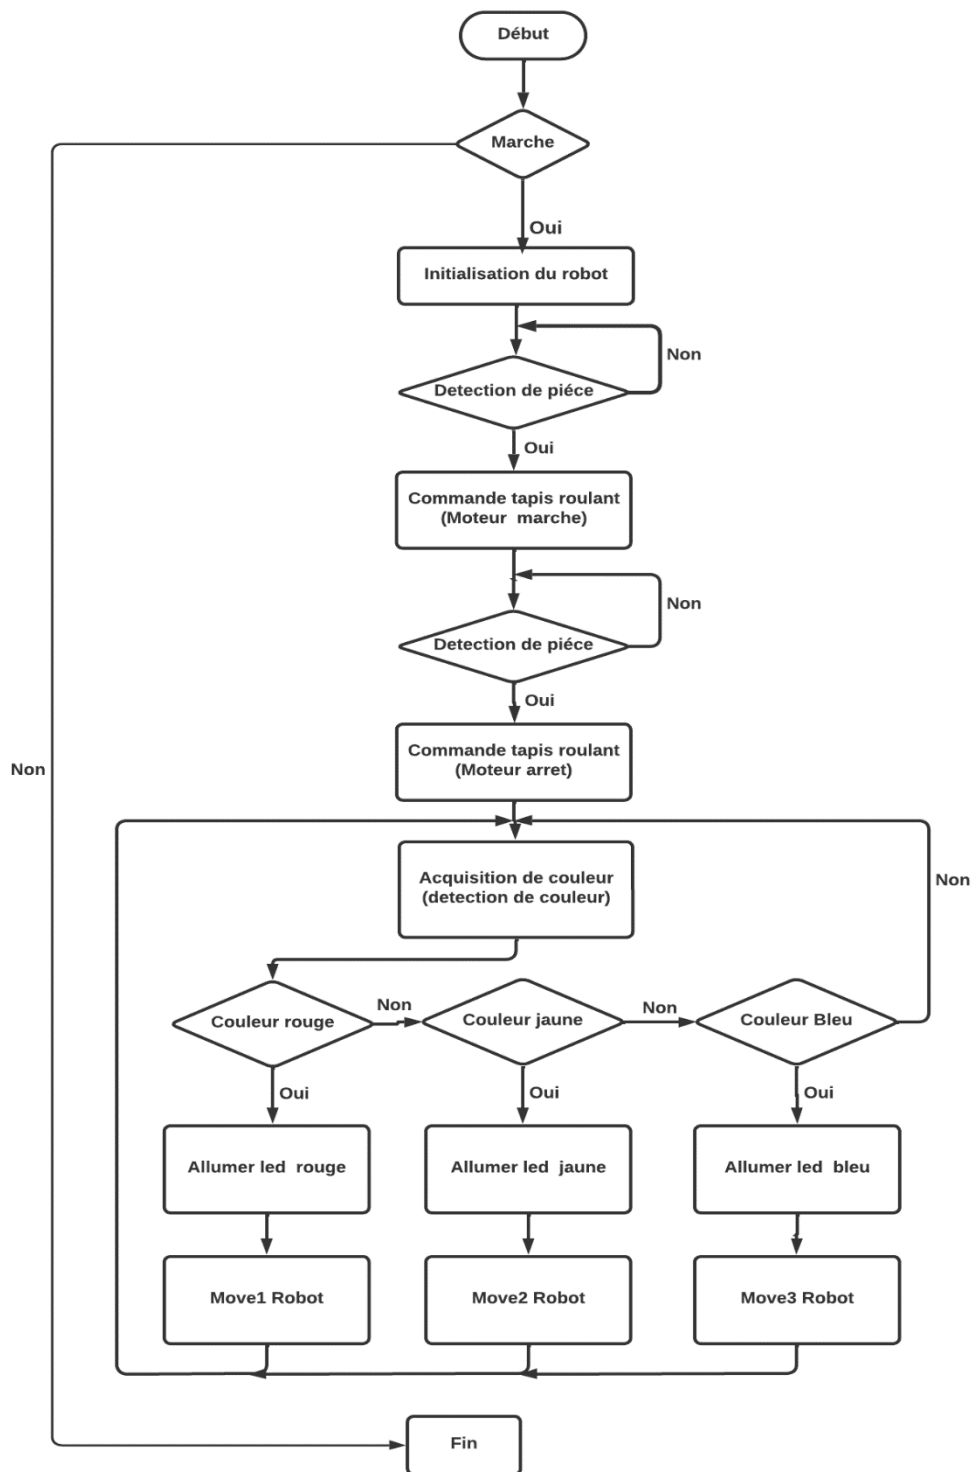 Début
Marche
Oui
Initialisation du robot
Non
Detection de piéce
Oui
Commande tapis roulant
(Moteur marche)
Non
Detection de piéce
Oui
Commande tapis roulant
(Moteur arret)
Non
Acquisition de couleur
(detection de couleur)
Non
Couleur rouge
Non
Couleur jaune
Non
Couleur Bleu
Oui
Oui
Oui
Allumer led rouge
Allumer led jaune
Allumer led bleu
Move1 Robot
Move2 Robot
Move3 Robot
Fin